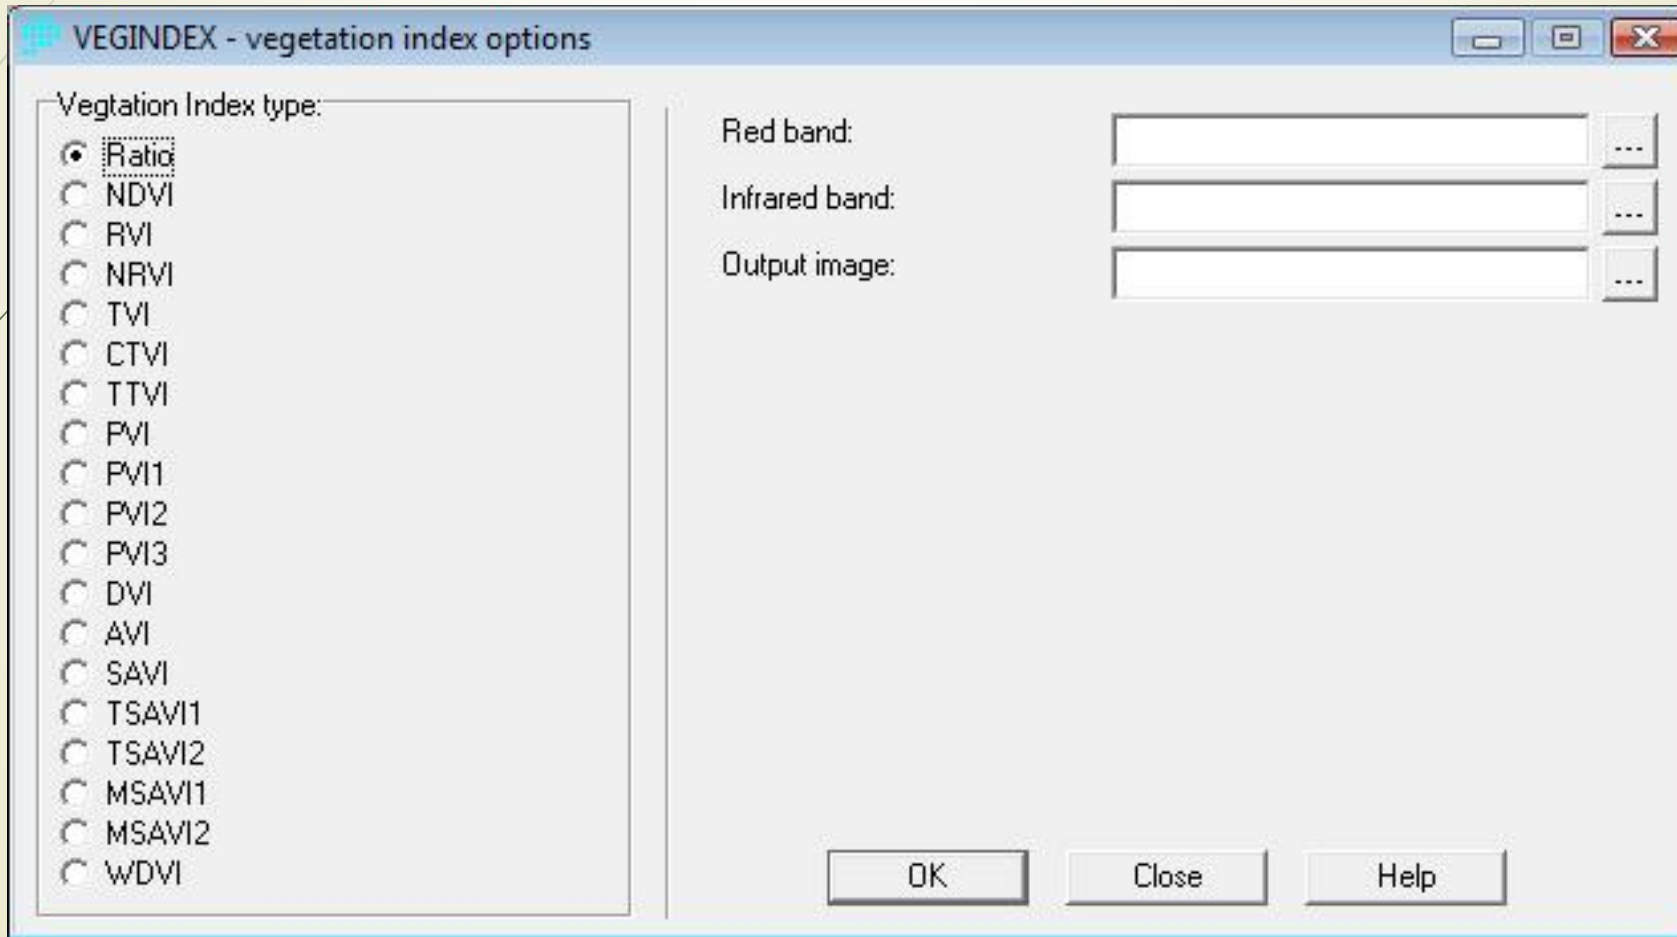 VEGINDEX - vegetation index options
Vegtation Index type:
Ratio
NDVI
RVI
NRVI
TVI
CTVI
TTVI
PVI
PVI1
PVI2
PVI3
DVI
AVI
SAVI
TSAVI1
TSAVI2
MSAVI1
MSAVI2
WDVI
Red band:
...
Infrared band:
...
Output image:
...
OK Close Help